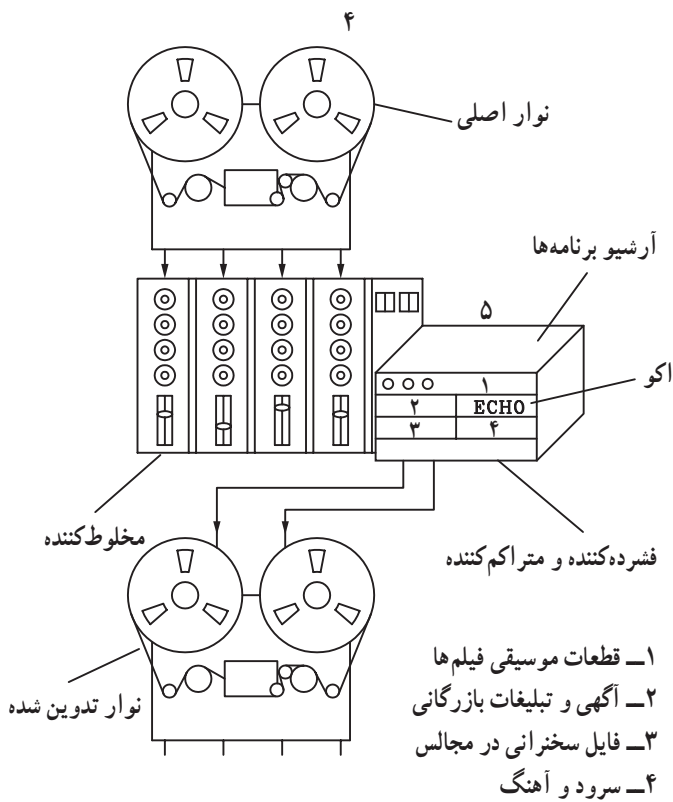 ۴
نوار اصلی
آرشیو برنامه‌ها
۵
اکو
۱
۲ ECHO
۳ ۴
مخلوط‌کننده
فشرده‌کننده و متراکم‌کننده
نوار تدوین شده
۱ــ قطعات موسیقی فیلم‌ها
۲ــ آگهی و تبلیغات بازرگانی
۳ــ فایل سخنرانی در مجالس
۴ــ سرود و آهنگ